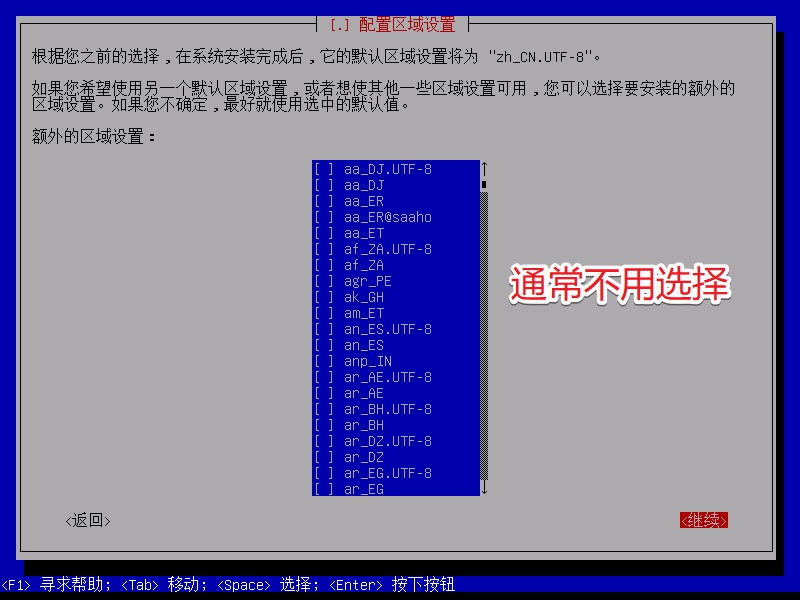 [.] 配置区域设置
根据您之前的选择，在系统安装完成后，它的默认区域设置将为 "zh_CN.UTF-8"。
如果您希望使用另一个默认区域设置，或者想使其他一些区域设置可用，您可以选择要安装的额外的
区域设置。如果您不确定，最好就使用选中的默认值。
额外的区域设置：
[ ] aa_DJ.UTF-8
[ ] aa_DJ
[ ] aa_ER
[ ] aa_ER@saaho
[ ] aa_ET
[ ] af_ZA.UTF-8
[ ] af_ZA
[ ] agr_PE
[ ] ak_GH
[ ] am_ET
[ ] an_ES.UTF-8
[ ] an_ES
[ ] anp_IN
[ ] ar_AE.UTF-8
[ ] ar_AE
[ ] ar_BH.UTF-8
[ ] ar_BH
[ ] ar_DZ.UTF-8
[ ] ar_DZ
[ ] ar_EG.UTF-8
[ ] ar_EG
通常不用选择
<返回> <继续>
<F1> 寻求帮助; <Tab> 移动; <Space> 选择; <Enter> 按下按钮